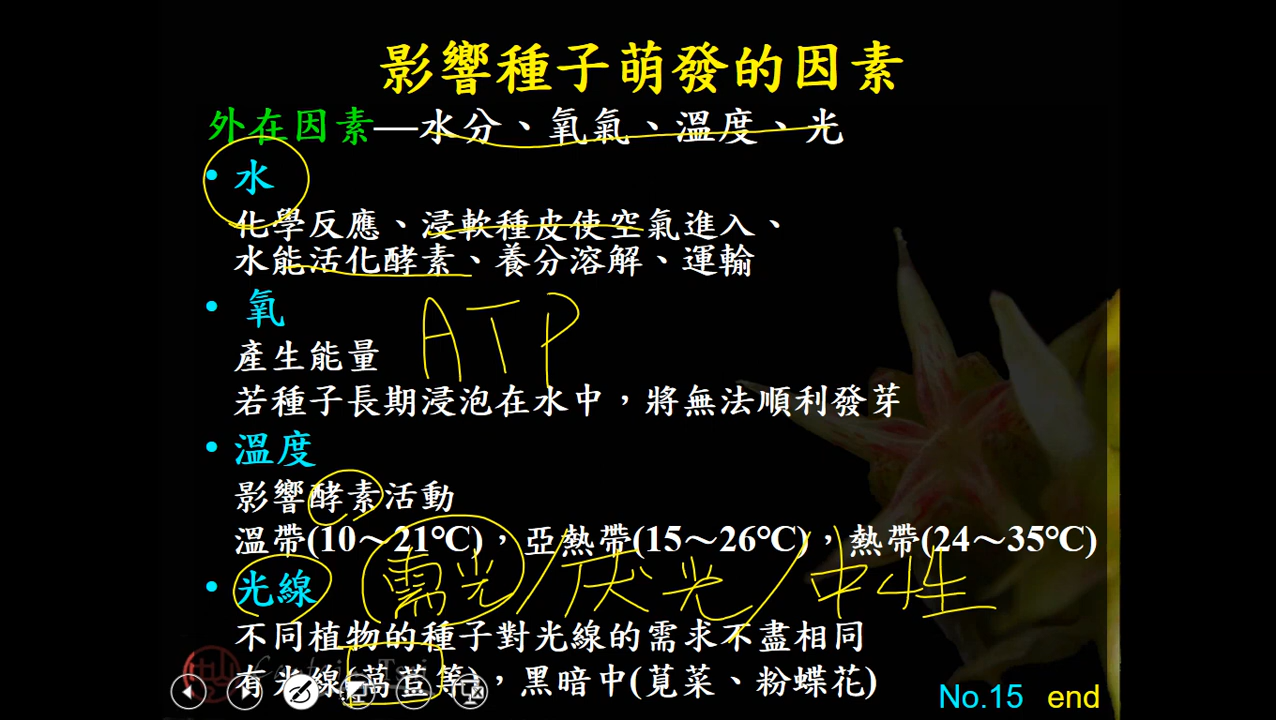 影響種子萌發的因素
外在因素—水分、氧氣、溫度、光
• 水
化學反應、浸軟種皮使空氣進入、
水能活化酵素、養分溶解、運輸
• 氧
ATP
產生能量
若種子長期浸泡在水中，將無法順利發芽
• 溫度
影響酵素活動
溫帶(10～21℃)，亞熱帶(15～26℃)，熱帶(24～35℃)
• 光線 需光/厌光/中性
不同植物的種子對光線的需求不盡相同
有光線(萵苣等)，黑暗中(莧菜、粉蝶花)
No.15 end